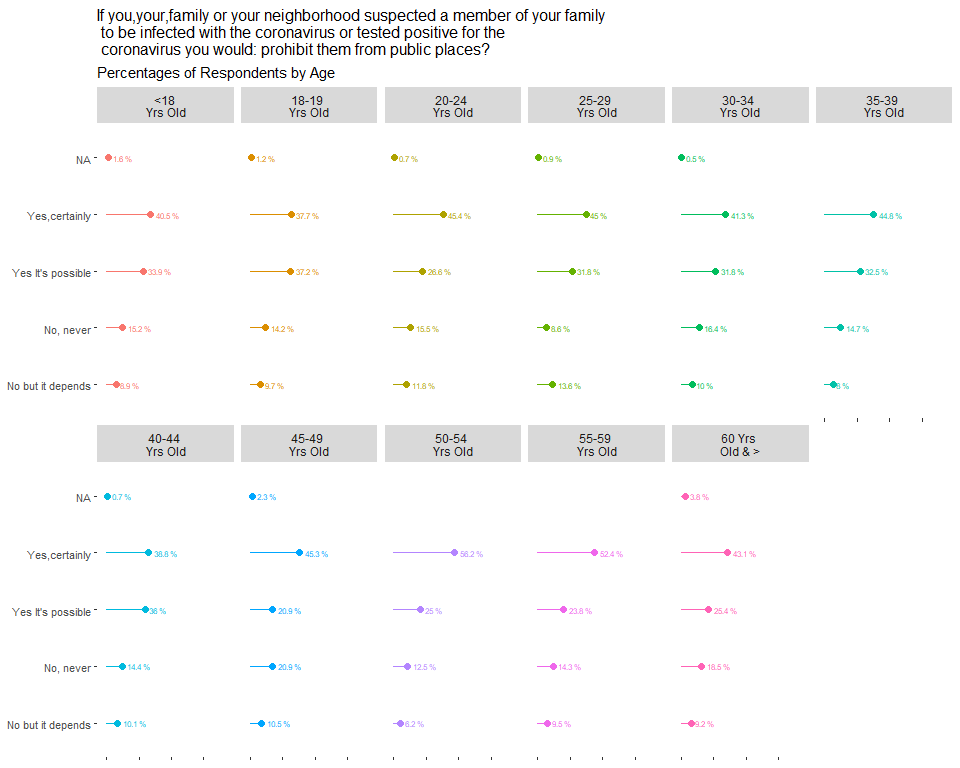 If you,your,family or your neighborhood suspected a member of your family
to be infected with the coronavirus or tested positive for the
coronavirus you would: prohibit them from public places?
Percentages of Respondents by Age
<18 18-19 20-24 25-29 30-34 35-39
Yrs Old Yrs Old Yrs Old Yrs Old Yrs Old Yrs Old
NA 1.6 % 1.2 % 0.7 % 0.9 % 0.5 %
Yes,certainly 40.5 % 37.7 % 45.4 % 45 % 41.3 % 44.8 %
Yes It's possible 33.9 % 37.2 % 26.6 % 31.8 % 31.8 % 32.5 %
No, never 15.2 % 14.2 % 15.5 % 8.6 % 16.4 % 14.7 %
No but it depends 8.9 % 9.7 % 11.8 % 13.6 % 10 % 8 %
40-44 45-49 50-54 55-59 60 Yrs
Yrs Old Yrs Old Yrs Old Yrs Old Old & >
NA 0.7 % 2.3 % 3.8 %
Yes,certainly 38.8 % 45.3 % 56.2 % 52.4 % 43.1 %
Yes It's possible 36 % 20.9 % 25 % 23.8 % 25.4 %
No, never 14.4 % 20.9 % 12.5 % 14.3 % 18.5 %
No but it depends 10.1 % 10.5 % 6.2 % 9.5 % 9.2 %